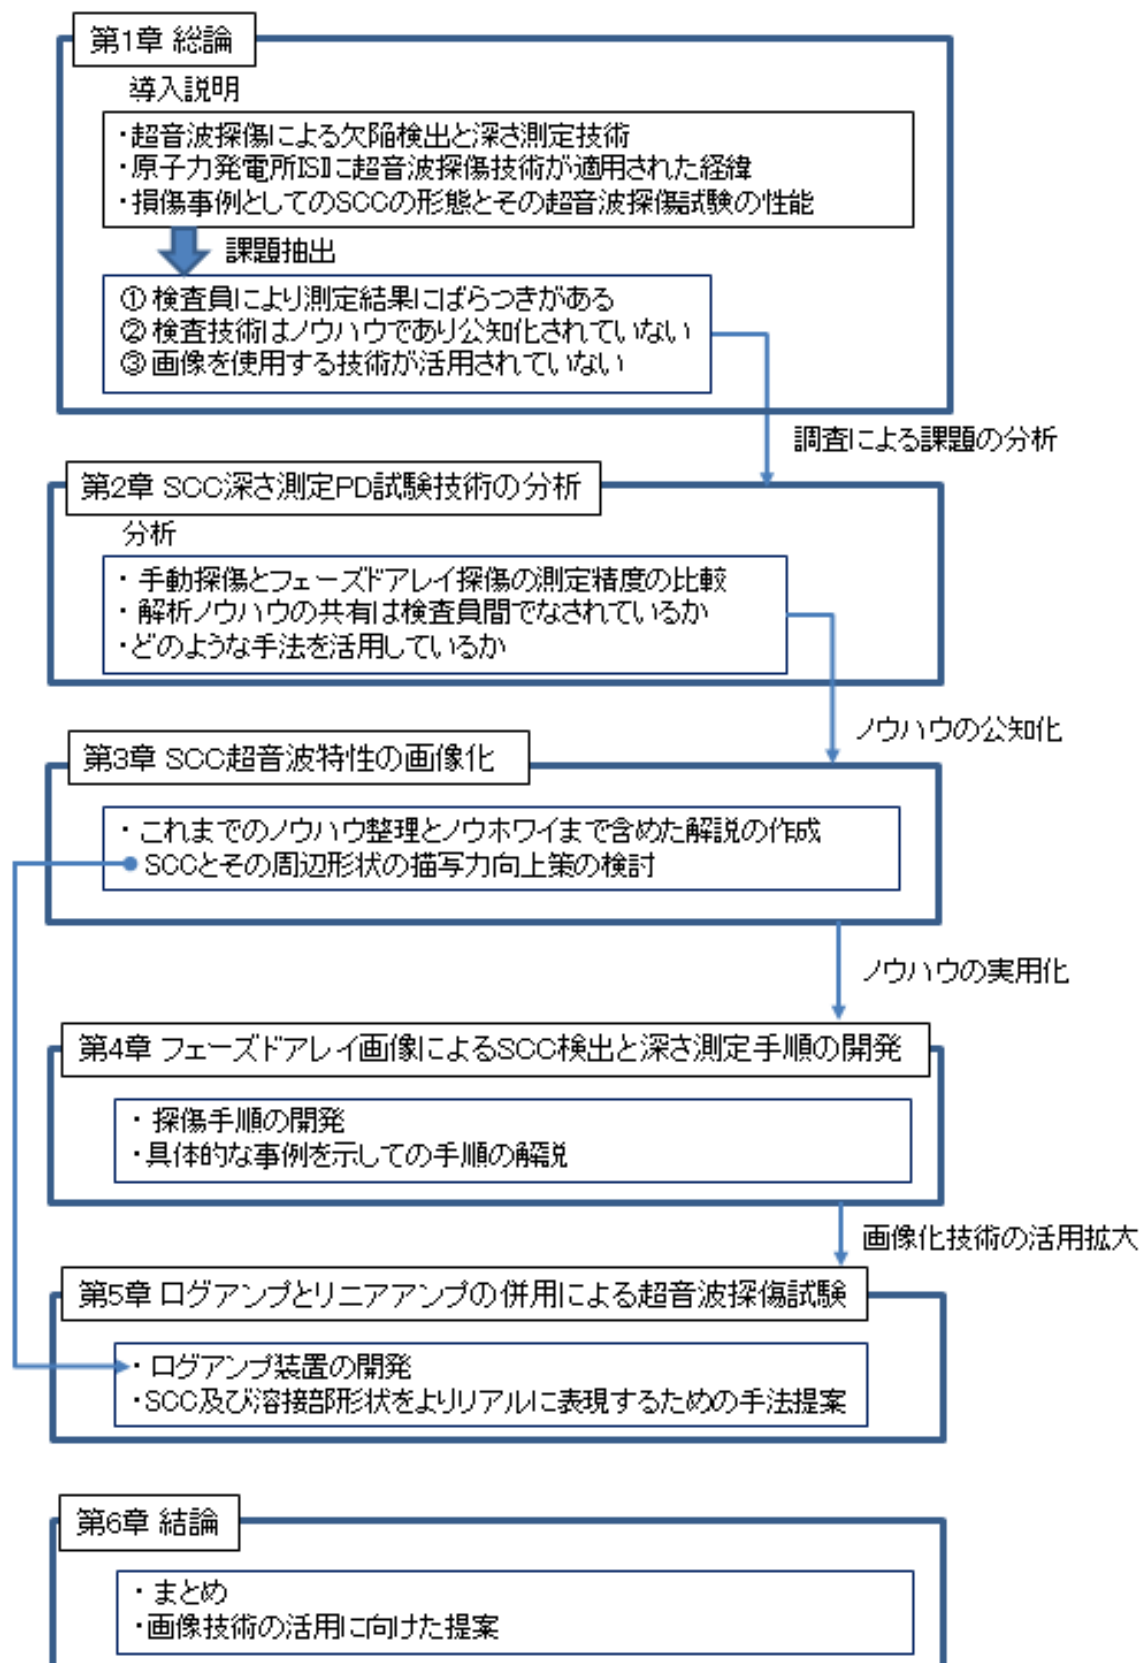 第1章 総論
導入説明
・超音波探傷による欠陥検出と深さ測定技術
・原子力発電所ISIに超音波探傷技術が適用された経緯
・損傷事例としてのSCCの形態とその超音波探傷試験の性能
課題抽出
① 検査員により測定結果にばらつきがある
② 検査技術はノウハウであり公知化されていない
③ 画像を使用する技術が活用されていない
調査による課題の分析
第2章 SCC深さ測定PD試験技術の分析
分析
・ 手動探傷とフェーズドアレイ探傷の測定精度の比較
・ 解析ノウハウの共有は検査員間でなされているか
・どのような手法を活用しているか
ノウハウの公知化
第3章 SCC超音波特性の画像化
・ これまでのノウハウ整理とノウホワイまで含めた解説の作成
SCCとその周辺形状の描写力向上策の検討
ノウハウの実用化
第4章 フェーズドアレイ画像によるSCC検出と深さ測定手順の開発
・ 探傷手順の開発
・具体的な事例を示しての手順の解説
画像化技術の活用拡大
第5章 ログアンプとリニアアンプの併用による超音波探傷試験
・ ログアンプ装置の開発
・SCC及び溶接部形状をよりリアルに表現するための手法提案
第6章 結論
・ まとめ
・画像技術の活用に向けた提案